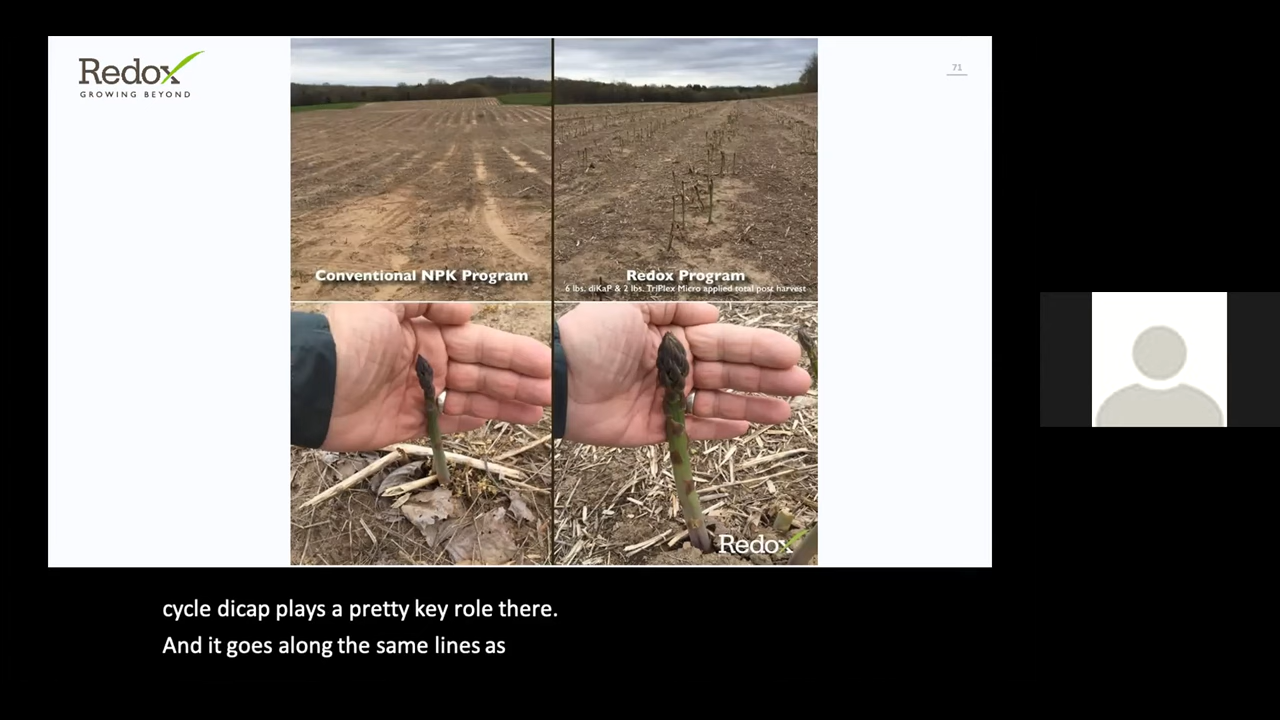 Redox
GROWING BEYOND
71
Conventional NPK Program
Redox Program
6 lbs. diKaP & 2 lbs. TriPlex Micro applied total post harvest
Redox
cycle dicap plays a pretty key role there.
And it goes along the same lines as